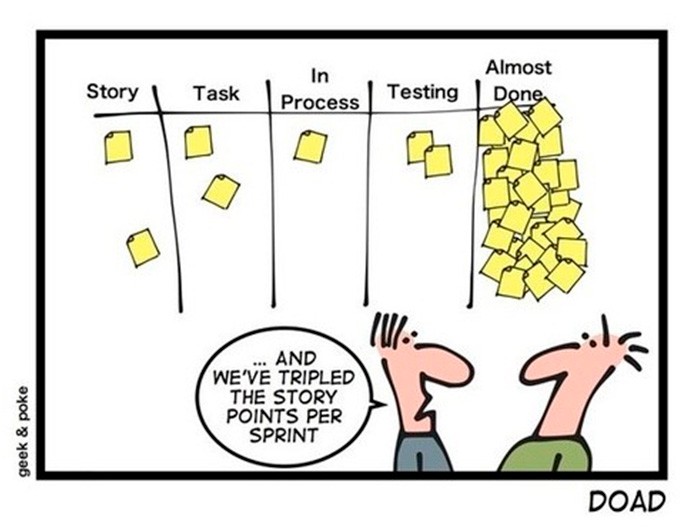 Story
Task
In
Process
Testing
Almost
Done
... AND
WE'VE TRIPLED
THE STORY
POINTS PER
SPRINT
geek & poke
DOAD